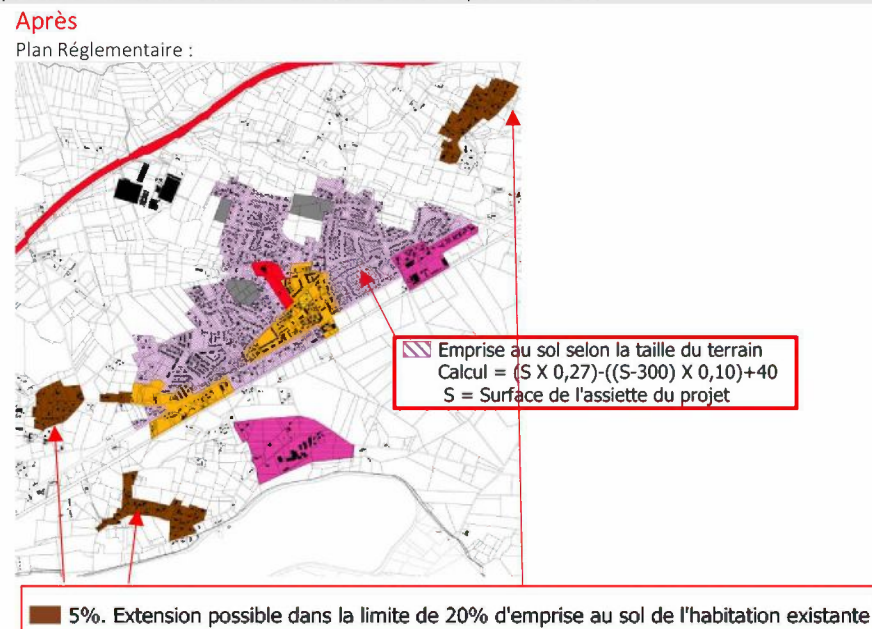 Après
Plan Réglementaire :
Emprise au sol selon la taille du terrain
Calcul = (S X 0,27)-((S-300) X 0,10)+40
S = Surface de l'assiette du projet
5%. Extension possible dans la limite de 20% d'emprise au sol de l'habitation existante